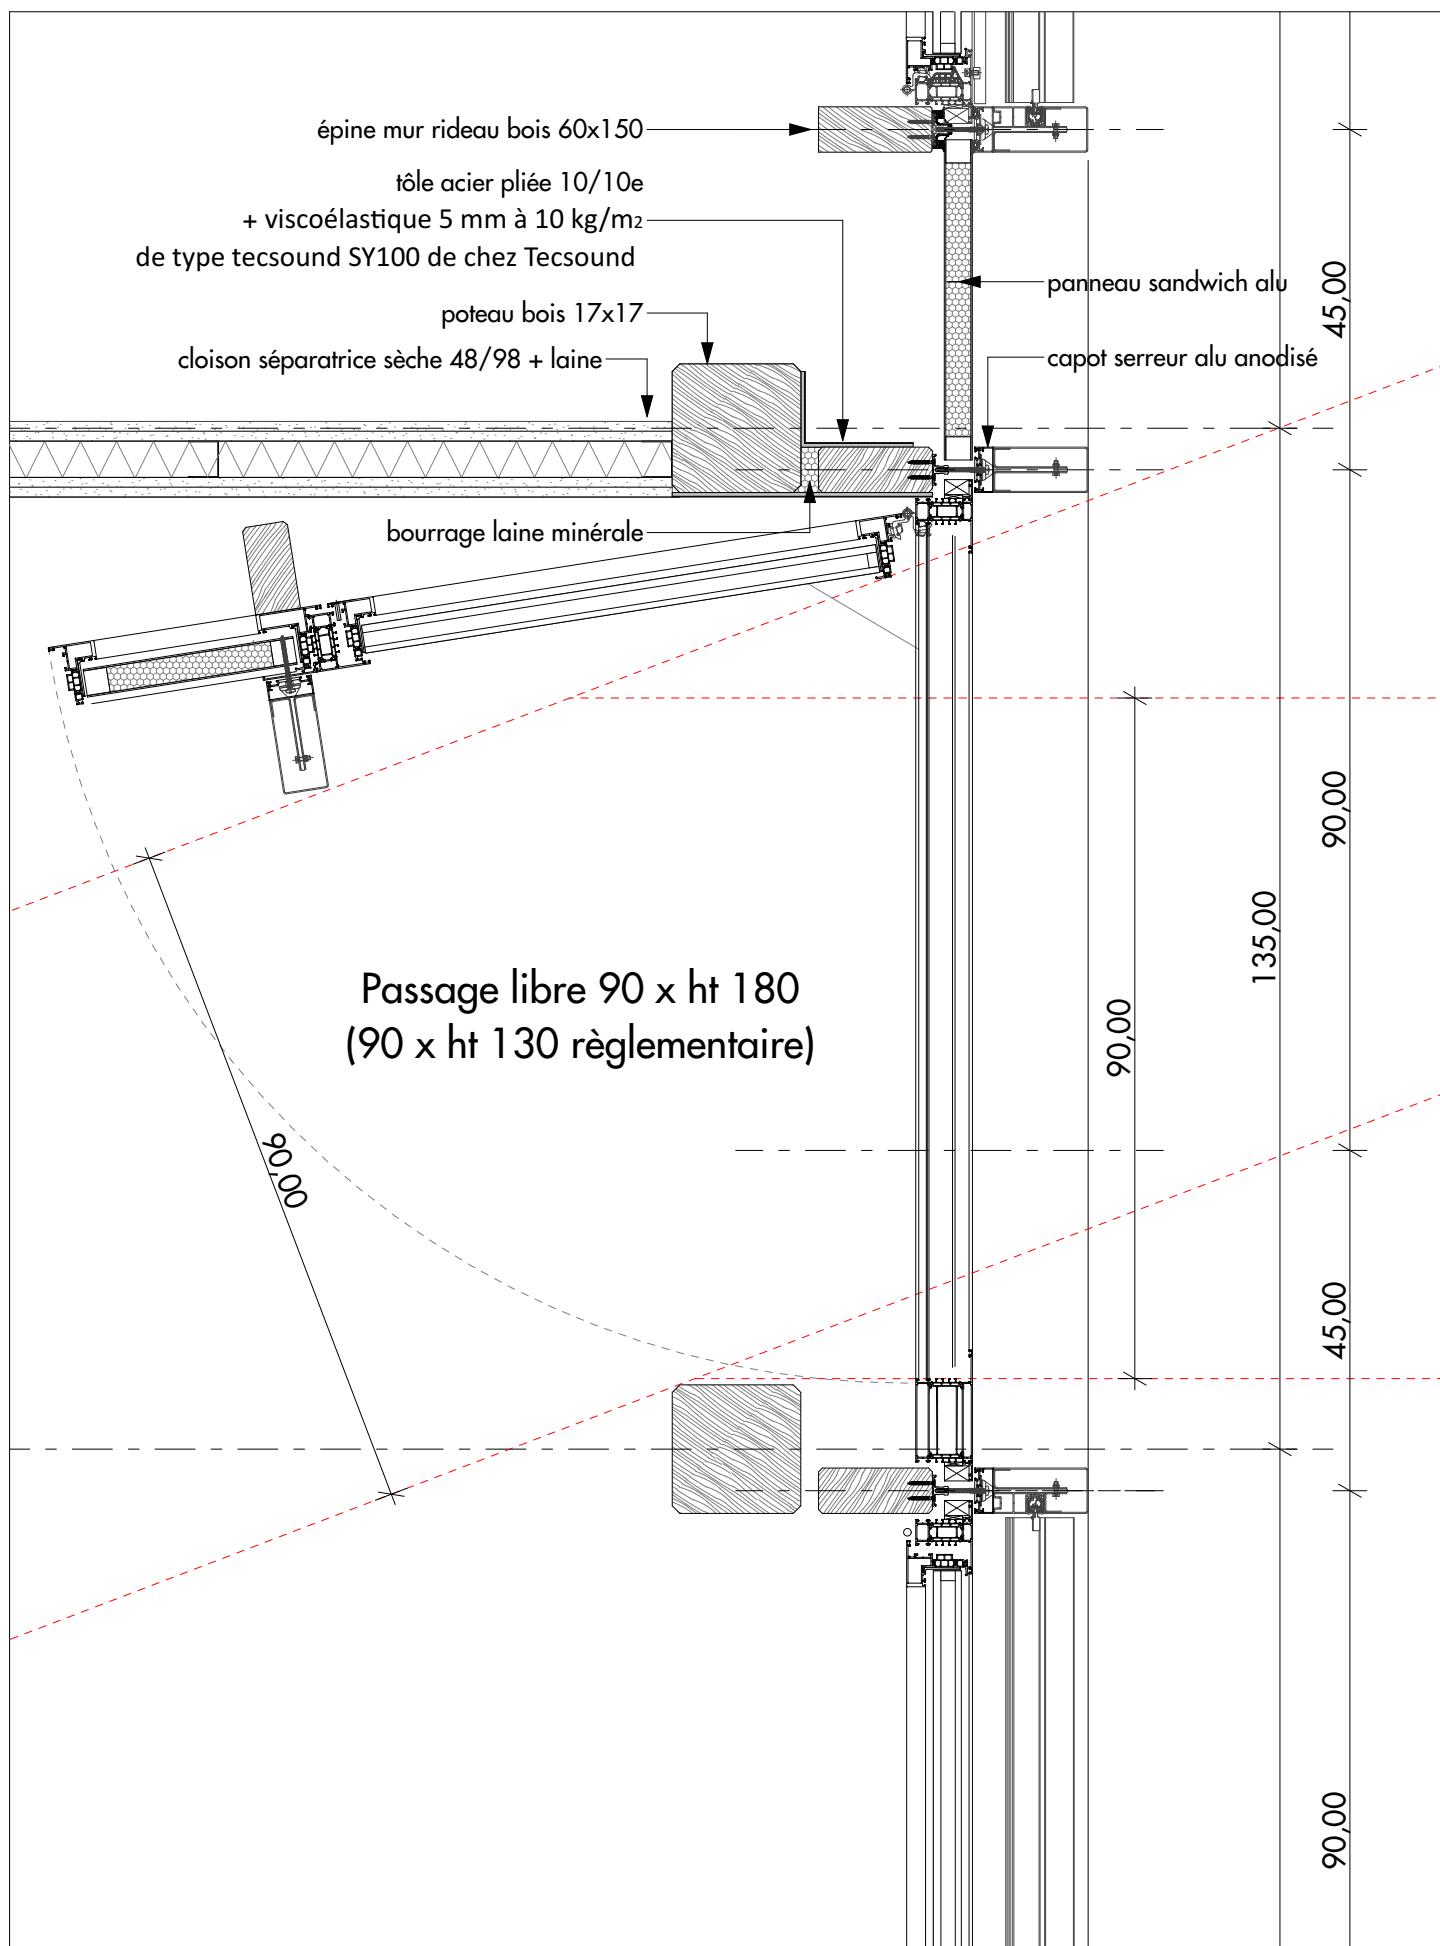 épine mur rideau bois 60x150
tôle acier pliée 10/10e
+ viscoélastique 5 mm à 10 kg/m2
de type tecsound SY100 de chez Tecsound
panneau sandwich alu
45,00
poteau bois 17x17
cloison séparatrice sèche 48/98 + laine
capot serreur alu anodisé
bourrage laine minérale
90,00
135,00
Passage libre 90 x ht 180
(90 x ht 130 règlementaire)
90,00
90,00
45,00
90,00